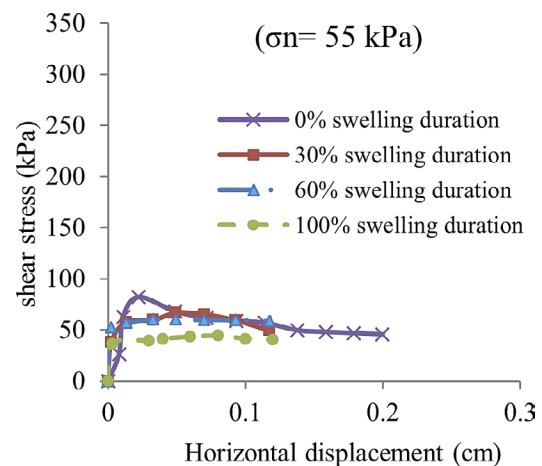 (σn= 55 kPa)
350
300
250
200
150
100
50
0
shear stress (kPa)
0% swelling duration
30% swelling duration
60% swelling duration
100% swelling duration
0
0.1
0.2
0.3
Horizontal displacement (cm)